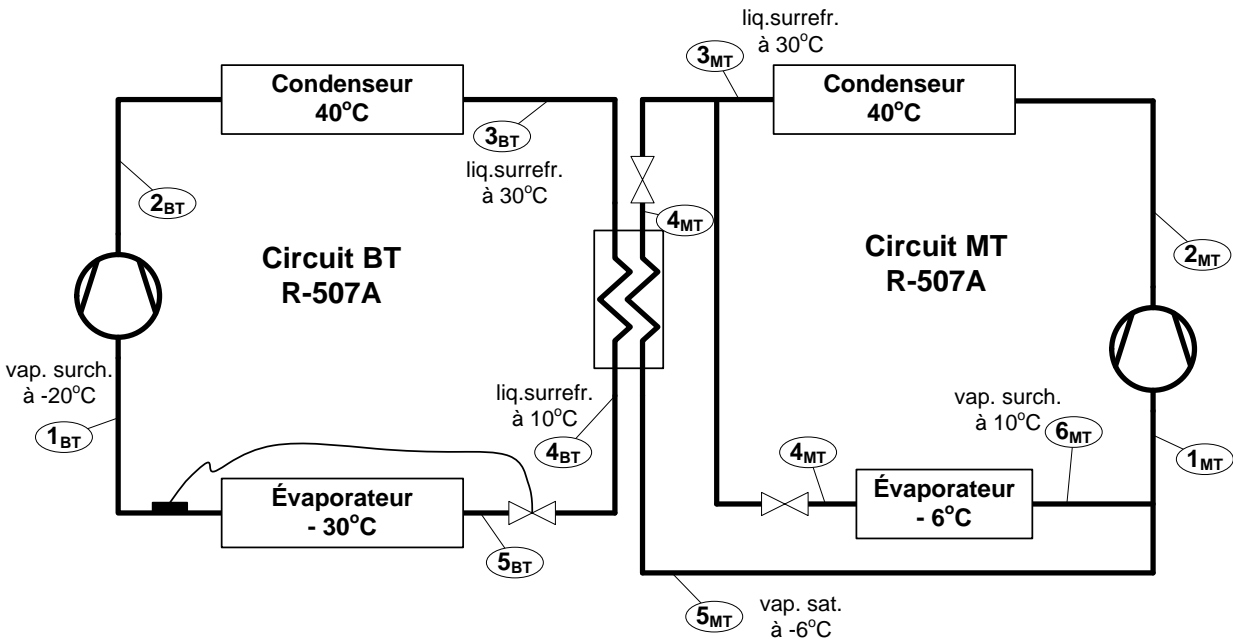 liq.surrefr.
à 30°C
3MT
Condenseur
40°C
Condenseur
40°C
3BT
liq.surrefr.
à 30°C
2BT
4MT
Circuit BT
R-507A
Circuit MT
R-507A
2MT
vap. surch.
à -20°C
1BT
liq.surrefr.
à 10°C
4BT
vap. surch.
à 10°C
6MT
1MT
4MT
Évaporateur
- 30°C
Évaporateur
- 6°C
5BT
5MT
vap. sat.
à -6°C